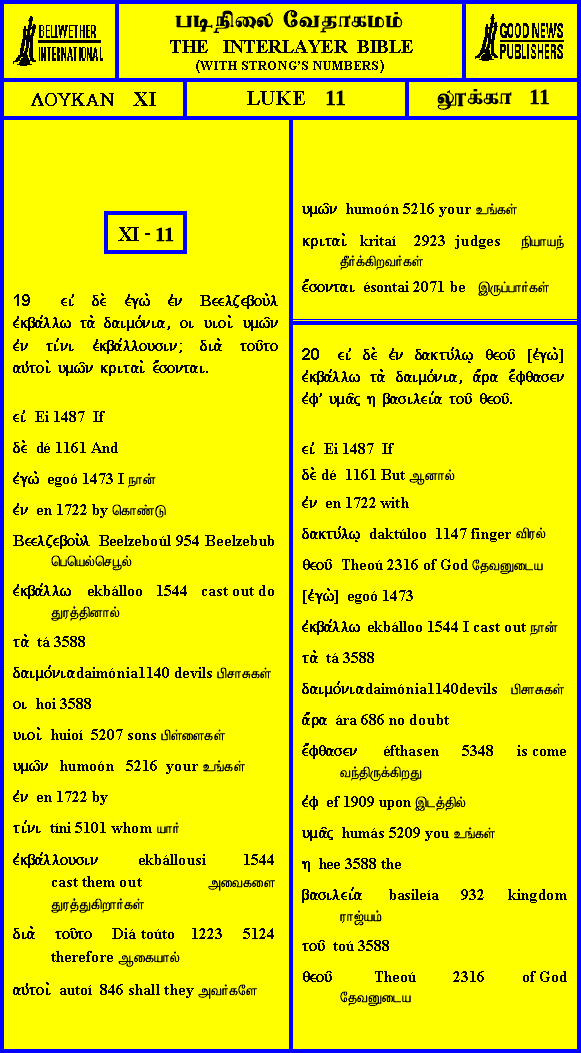 BELLWETHER
INTERNATIONAL
படிநிலை வேதாகமம்
THE INTERLAYER BIBLE
(WITH STRONG'S NUMBERS)
GOOD NEWS
PUBLISHERS
ΛΟΥΚΑΝ XI
LUKE 11
லூக்கா 11
XI - 11
19 εἰ δὲ ἐγὼ ἐν Βεελζεβοὺλ
ἐκβάλλω τὰ δαιμόνια, οι υιοὶ υμῶν
ἐν τίνι ἐκβάλλουσιν; διὰ τοῦτο
αὐτοὶ υμῶν κριταὶ ἔσονται.
εἰ Ei 1487 If
δὲ dé 1161 And
ἐγὼ egoó 1473 I நான்
ἐν en 1722 by கொண்டு
Βεελζεβοὺλ Beelzeboúl 954 Beelzebub
பெயெல்செபூல்
ἐκβάλλω ekbálloo 1544 cast out do
துரத்தினால்
τὰ tá 3588
δαιμόνιαdaimónia1140 devils பிசாசுகள்
οι hoi 3588
υιοὶ huioí 5207 sons பிள்ளைகள்
υμῶν humoón 5216 your உங்கள்
ἐν en 1722 by
τίνι tíni 5101 whom யார்
ἐκβάλλουσιν ekbállousi 1544
cast them out அவைகளை
துரத்துகிறார்கள்
διὰ τοῦτο Diá toúto 1223 5124
therefore ஆகையால்
αὐτοὶ autoí 846 shall they அவர்களே
υμῶν humoón 5216 your உங்கள்
κριταὶ kritaí 2923 judges நியாயந்
தீர்க்கிறவர்கள்
ἔσονται ésontai 2071 be இருப்பார்கள்
20 εἰ δὲ ἐν δακτύλῳ θεοῦ [ἐγὼ]
ἐκβάλλω τὰ δαιμόνια, ἄρα ἔφθασεν
ἐφ' υμᾶς η βασιλεία τοῦ θεοῦ.
εἰ Ei 1487 If
δὲ dé 1161 But ஆனால்
ἐν en 1722 with
δακτύλῳ daktúloo 1147 finger விரல்
θεοῦ Theoú 2316 of God தேவனுடைய
[ἐγὼ] egoó 1473
ἐκβάλλω ekbálloo 1544 I cast out நான்
τὰ tá 3588
δαιμόνιαdaimónia1140devils பிசாசுகள்
ἄρα ára 686 no doubt
ἔφθασεν éfthasen 5348 is come
வந்திருக்கிறது
ἐφ ef 1909 upon இடத்தில்
υμᾶς humás 5209 you உங்கள்
η hee 3588 the
βασιλεία basileía 932 kingdom
ராஜ்யம்
τοῦ toú 3588
θεοῦ Theoú 2316 of God
தேவனுடைய